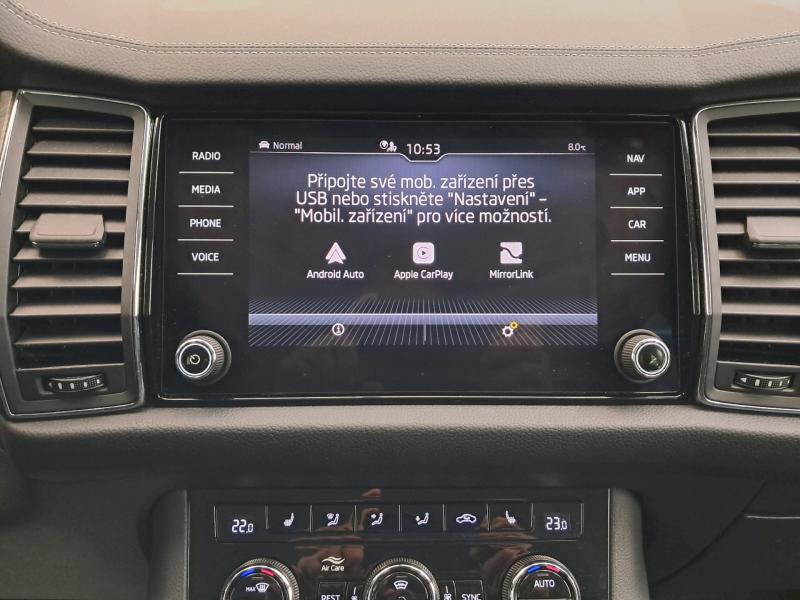 Normal 10:53 8.0°C
RADIO
MEDIA
PHONE
VOICE
Připojte své mob. zařízení přes
USB nebo stiskněte "Nastavení" –
"Mobil. zařízení" pro více možností.
Android Auto Apple CarPlay MirrorLink
NAV
APP
CAR
MENU
22.0 23.0
Air Care
MAX REST SYNC AUTO